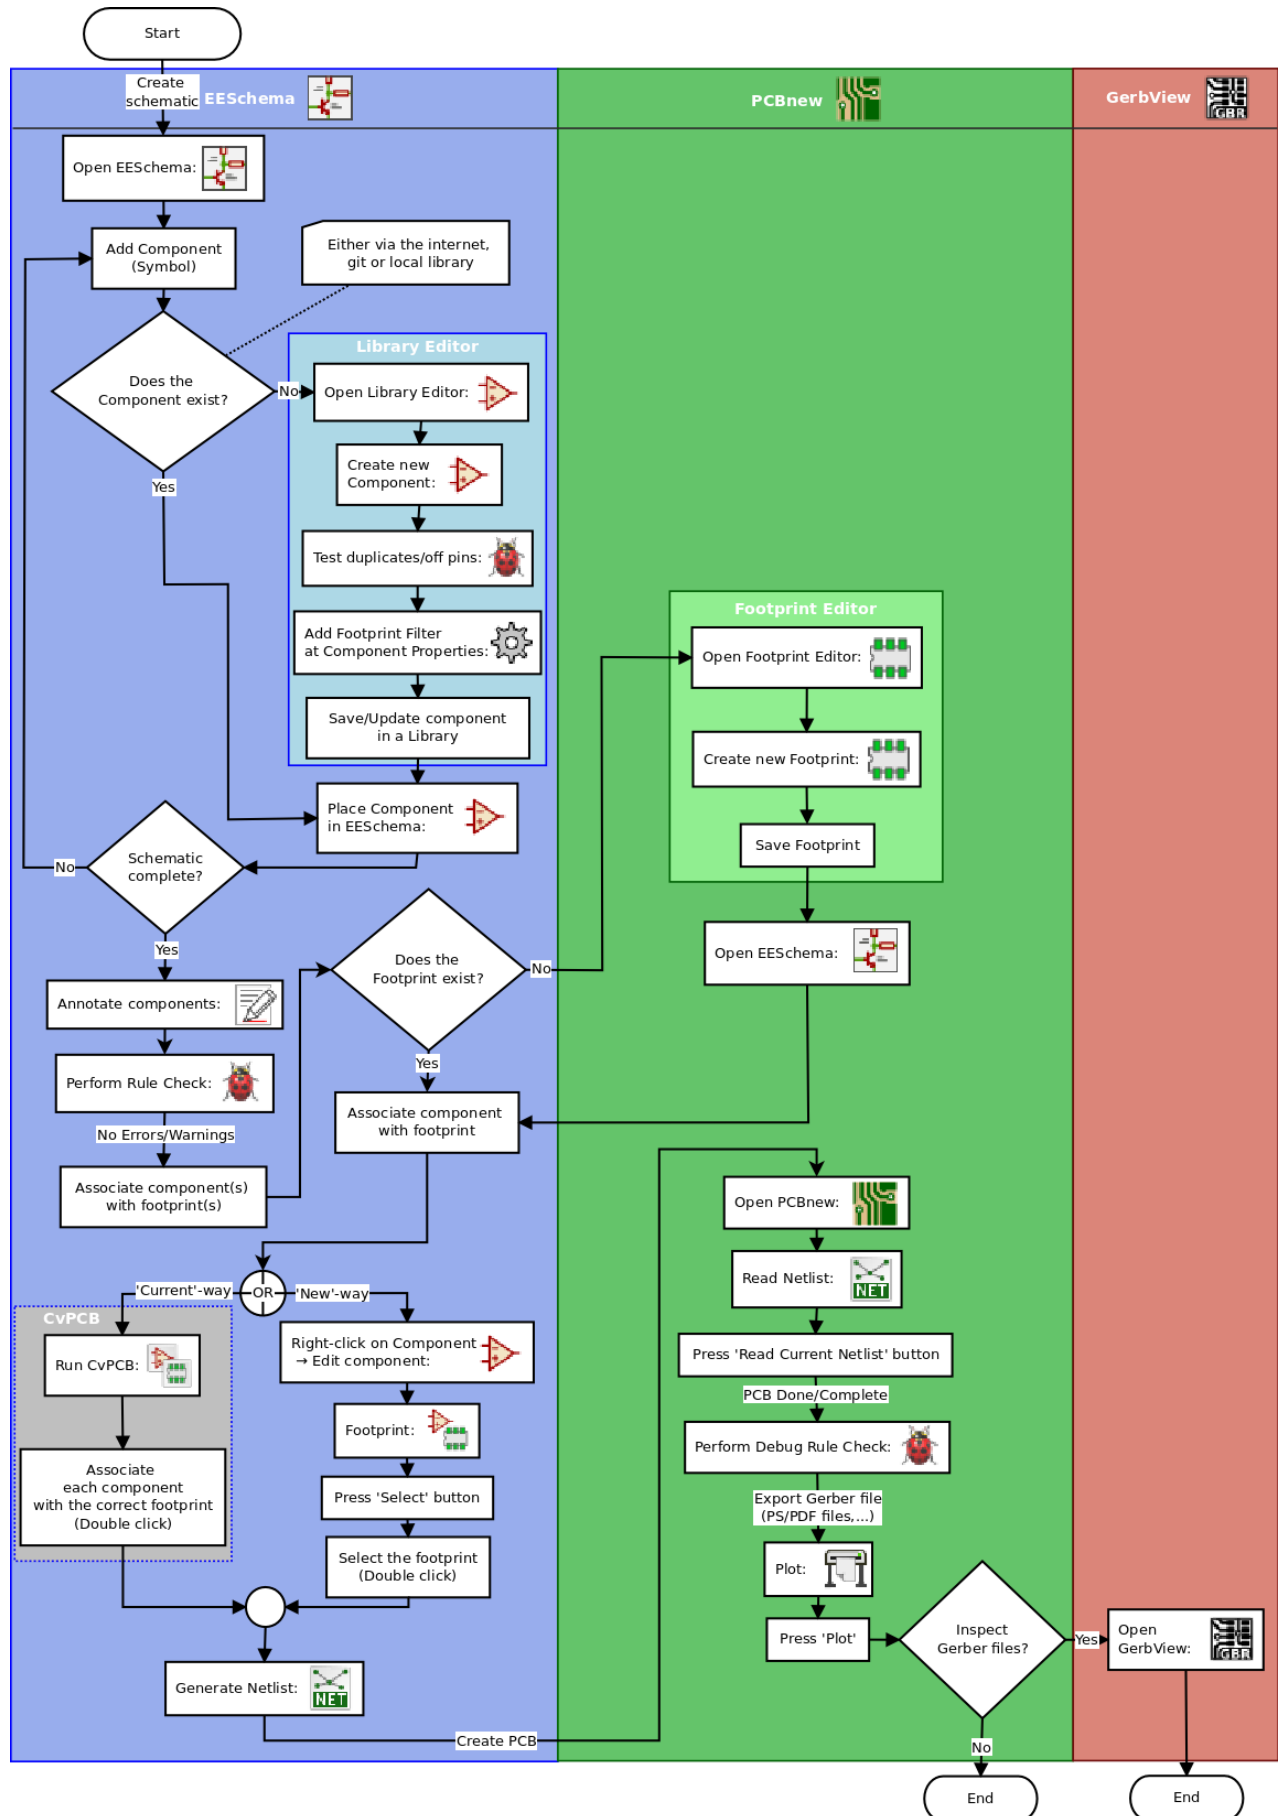 Start
Create
schematic
EESchema
PCBnew
GerbView
GBR
Open EESchema:
Add Component
(Symbol)
Either via the internet,
git or local library
Does the
Component exist?
No
Yes
Library Editor
Open Library Editor:
Create new
Component:
Test duplicates/off pins:
Add Footprint Filter
at Component Properties:
Save/Update component
in a Library
Place Component
in EESchema:
Schematic
complete?
No
Yes
Annotate components:
Perform Rule Check:
No Errors/Warnings
Associate component(s)
with footprint(s)
Does the
Footprint exist?
No
Yes
Footprint Editor
Open Footprint Editor:
Create new Footprint:
Save Footprint
Open EESchema:
Associate component
with footprint
OR
'Current'-way
'New'-way
CvPCB
Run CvPCB:
Associate
each component
with the correct footprint
(Double click)
Right-click on Component
→ Edit component:
Footprint:
Press 'Select' button
Select the footprint
(Double click)
Generate Netlist:
NET
Create PCB
Open PCBnew:
Read Netlist:
NET
Press 'Read Current Netlist' button
PCB Done/Complete
Perform Debug Rule Check:
Export Gerber file
(PS/PDF files,...)
Plot:
Press 'Plot'
Inspect
Gerber files?
Yes
No
Open
GerbView:
GBR
End
End